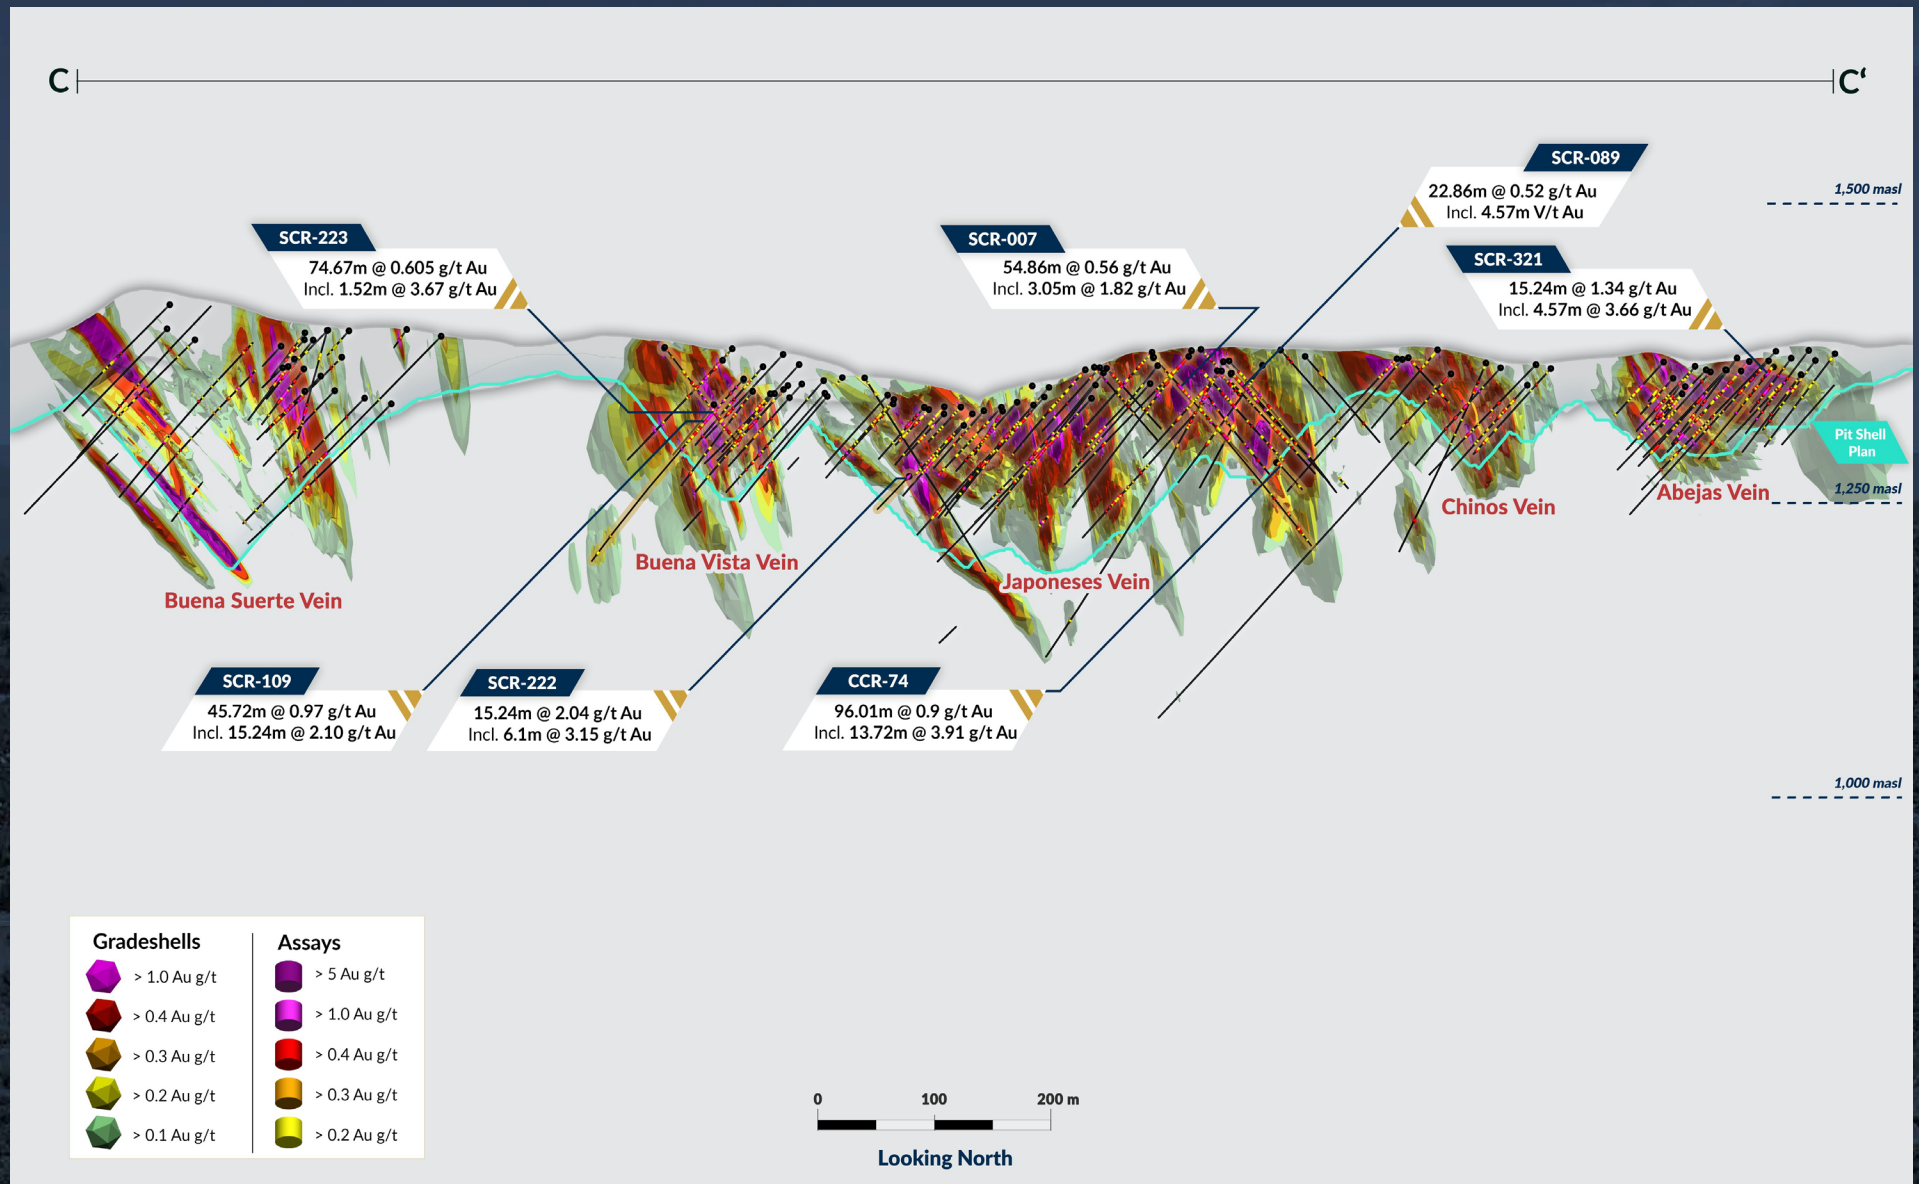 C
C‘
SCR-089
22.86m @ 0.52 g/t Au
Incl. 4.57m V/t Au
1,500 masl
SCR-223
74.67m @ 0.605 g/t Au
Incl. 1.52m @ 3.67 g/t Au
SCR-007
54.86m @ 0.56 g/t Au
Incl. 3.05m @ 1.82 g/t Au
SCR-321
15.24m @ 1.34 g/t Au
Incl. 4.57m @ 3.66 g/t Au
Pit Shell
Plan
1,250 masl
Buena Suerte Vein
Buena Vista Vein
Japoneses Vein
Chinos Vein
Abejas Vein
SCR-109
45.72m @ 0.97 g/t Au
Incl. 15.24m @ 2.10 g/t Au
SCR-222
15.24m @ 2.04 g/t Au
Incl. 6.1m @ 3.15 g/t Au
CCR-74
96.01m @ 0.9 g/t Au
Incl. 13.72m @ 3.91 g/t Au
1,000 masl
Gradeshells
> 1.0 Au g/t
> 0.4 Au g/t
> 0.3 Au g/t
> 0.2 Au g/t
> 0.1 Au g/t
Assays
> 5 Au g/t
> 1.0 Au g/t
> 0.4 Au g/t
> 0.3 Au g/t
> 0.2 Au g/t
0 100 200 m
Looking North